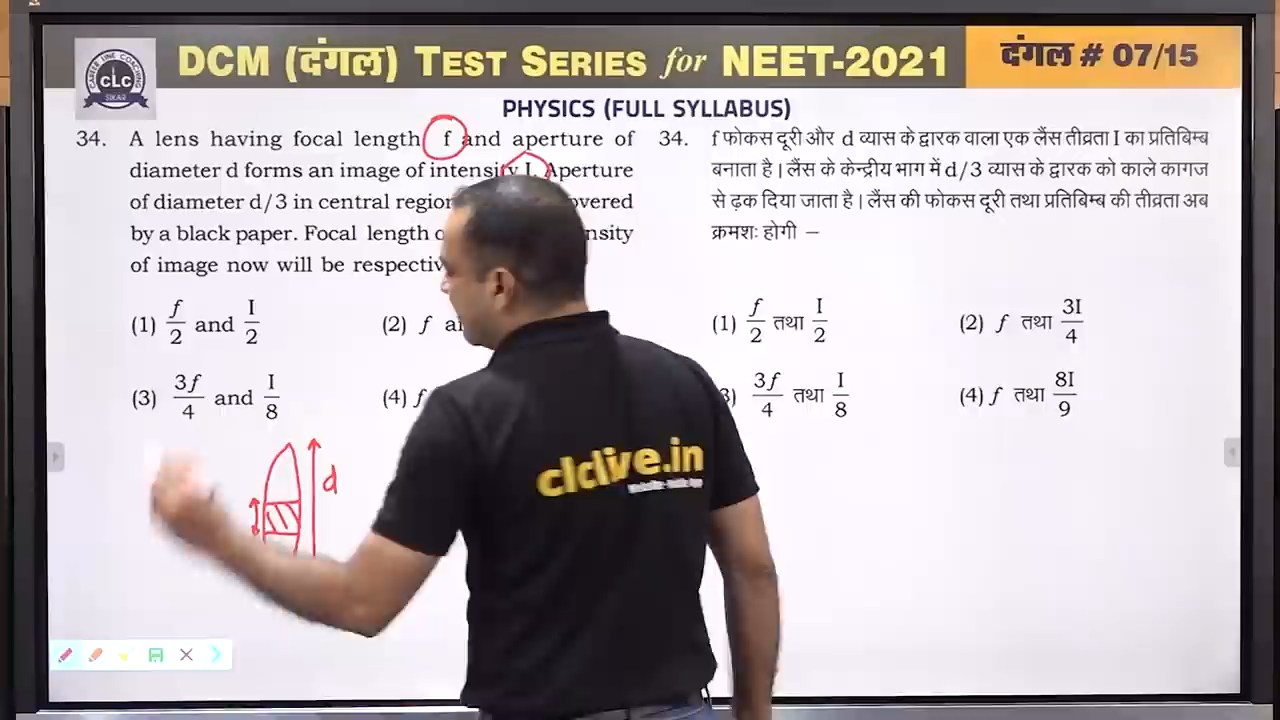 DCM (दंगल) TEST SERIES for NEET-2021
दंगल # 07/15
CLC
SIKAR
PHYSICS (FULL SYLLABUS)
34. A lens having focal length f and aperture of
diameter d forms an image of intensity I. Aperture
of diameter d/3 in central region
by a black paper. Focal length
of image now will be
(1) f/2 and I/2
(2) f
(3) 3f/4 and I/8
(4) f
d
34. f फोकस दूरी और d व्यास के द्वारक वाला एक लैंस तीव्रता I का प्रतिबिम्ब
बनाता है। लैंस के केन्द्रीय भाग में d/3 व्यास के द्वारक को काले कागज
से ढ़क दिया जाता है। लैंस की फोकस दूरी तथा प्रतिबिम्ब की तीव्रता अब
क्रमशः होगी –
(1) f/2 तथा I/2
(2) f तथा 3I/4
3f/4 तथा I/8
(4) f तथा 8I/9
clclive.in